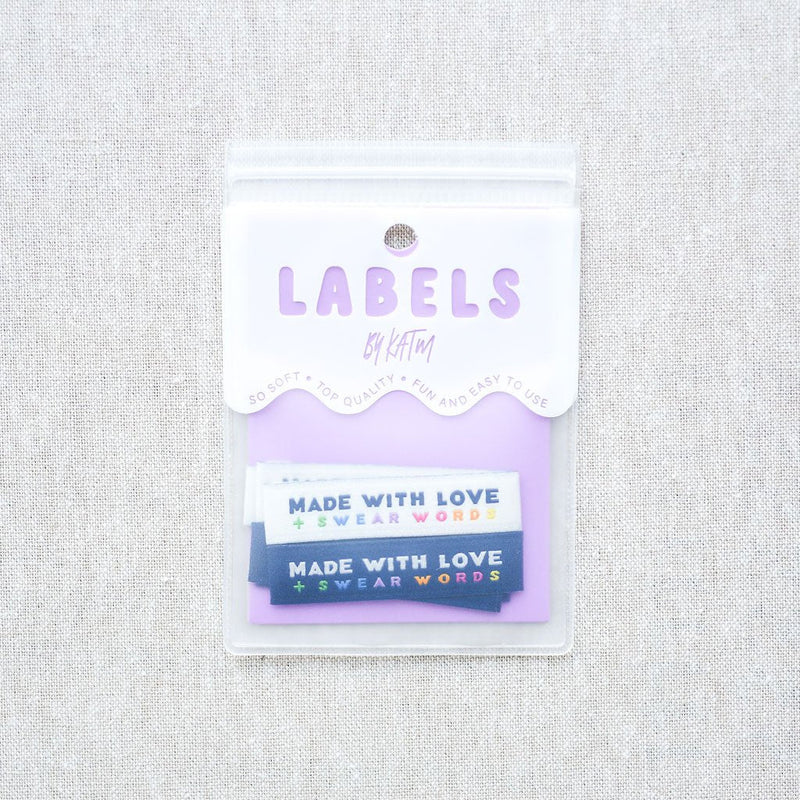 LABELS
BY KATM
SO SOFT • TOP QUALITY • FUN AND EASY TO USE
MADE WITH LOVE
+ SWEAR WORDS
MADE WITH LOVE
+ SWEAR WORDS